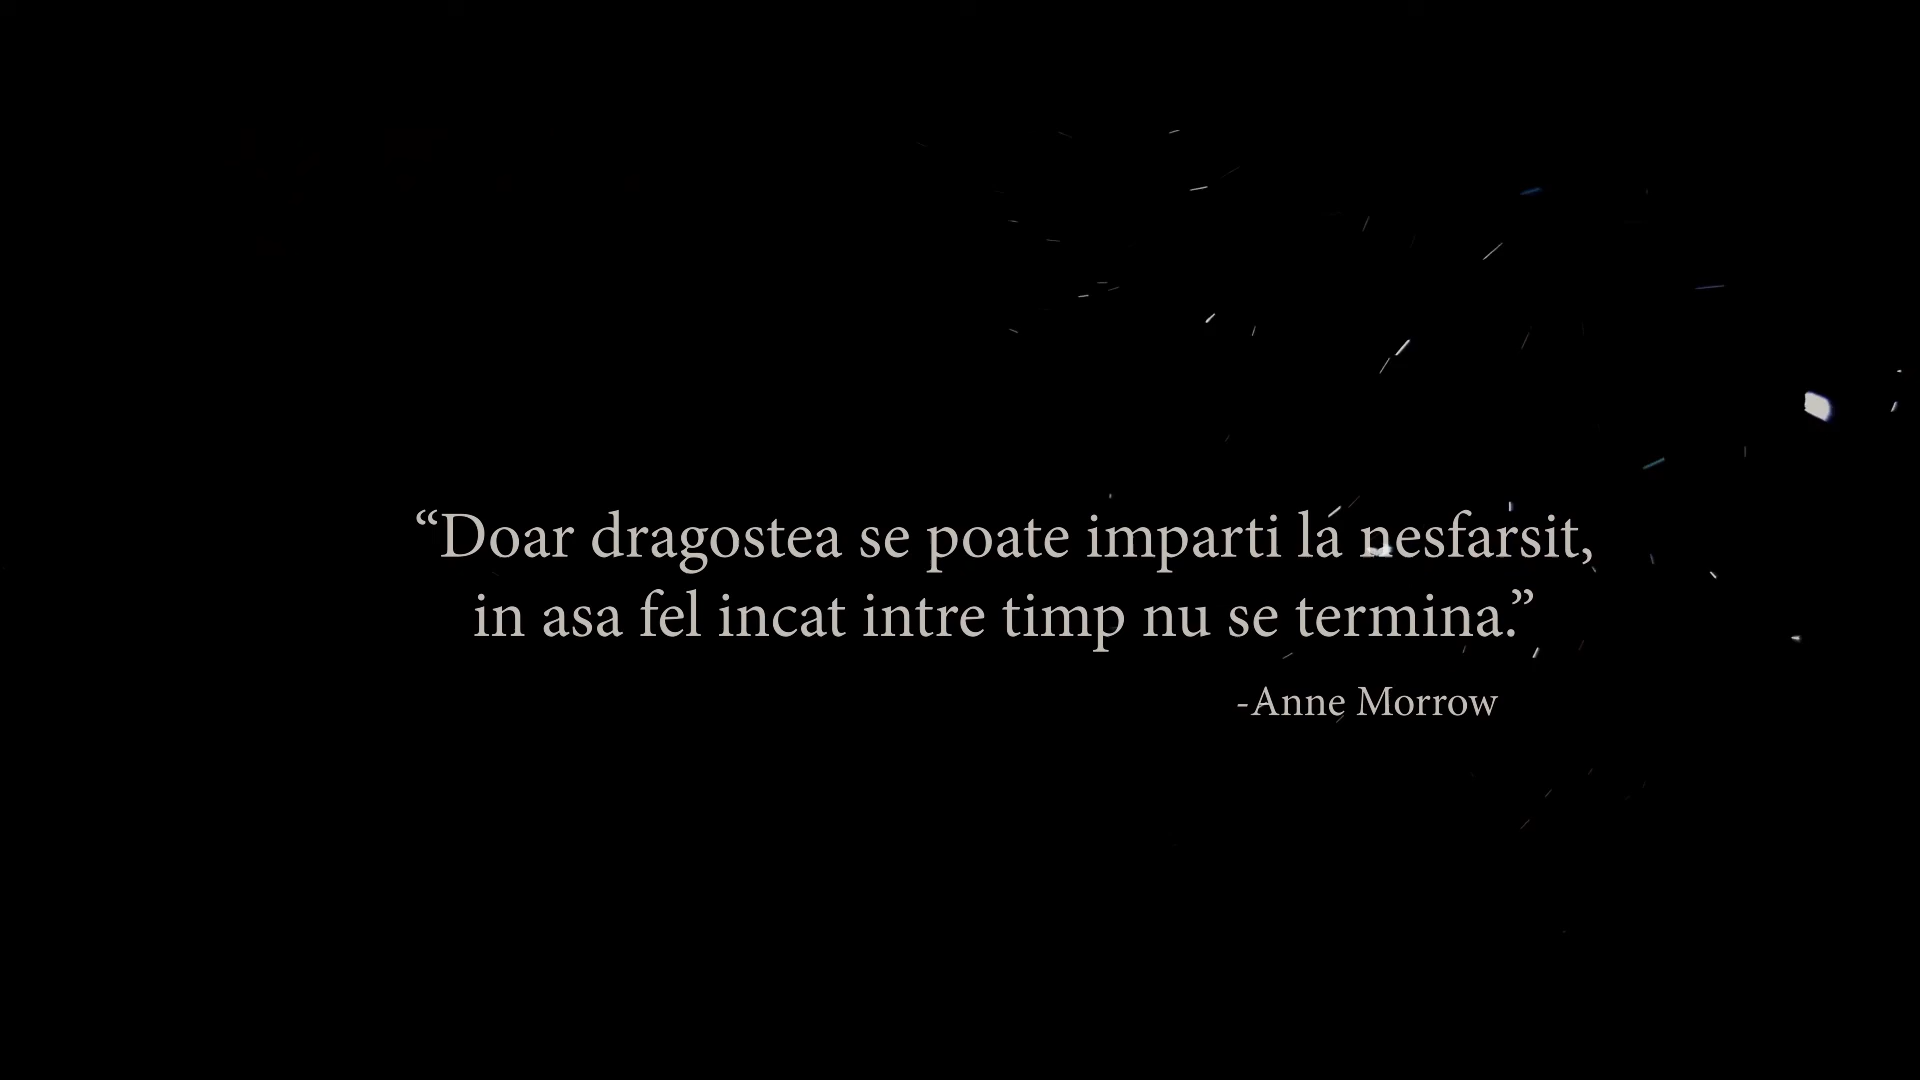 “Doar dragostea se poate imparti la nesfarsit,
in asa fel incat intre timp nu se termina.”
-Anne Morrow